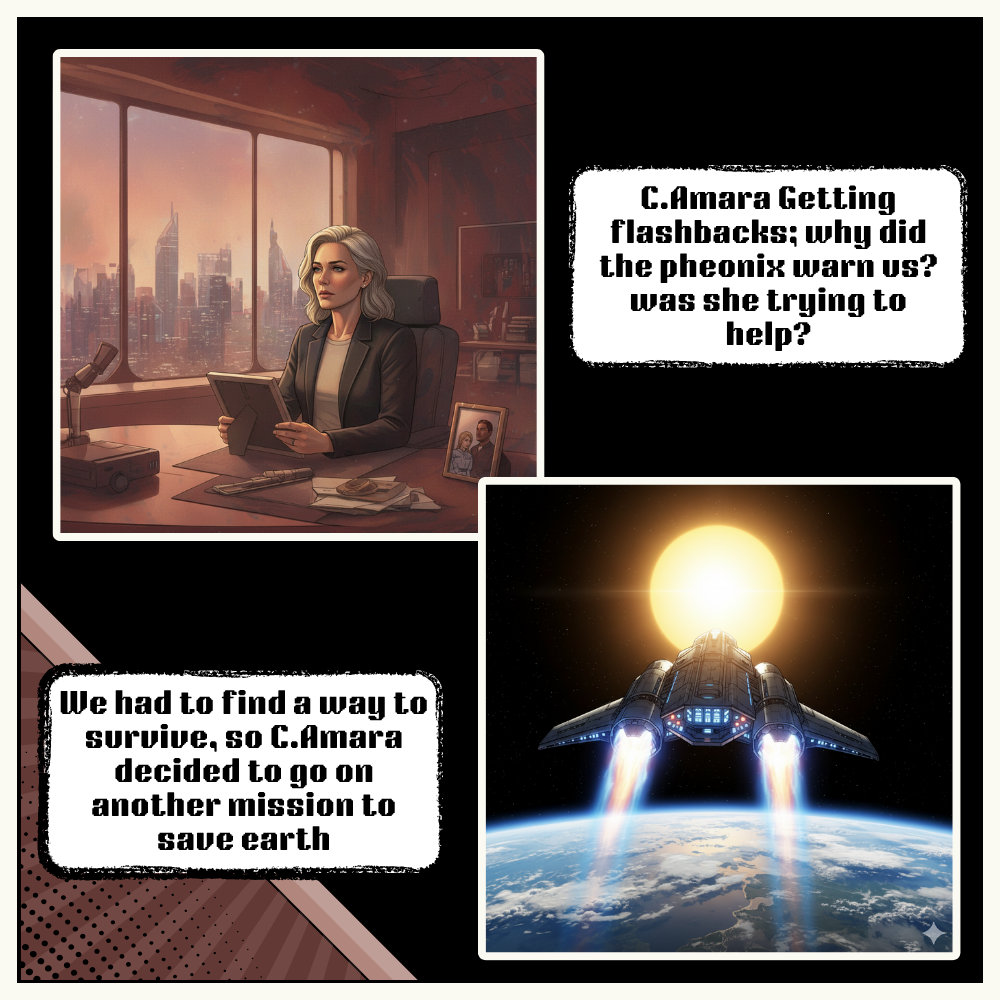 C.Amara Getting
flashbacks; why did
the pheonix warn us?
was she trying to
help?
We had to find a way to
survive, so C.Amara
decided to go on
another mission to
save earth